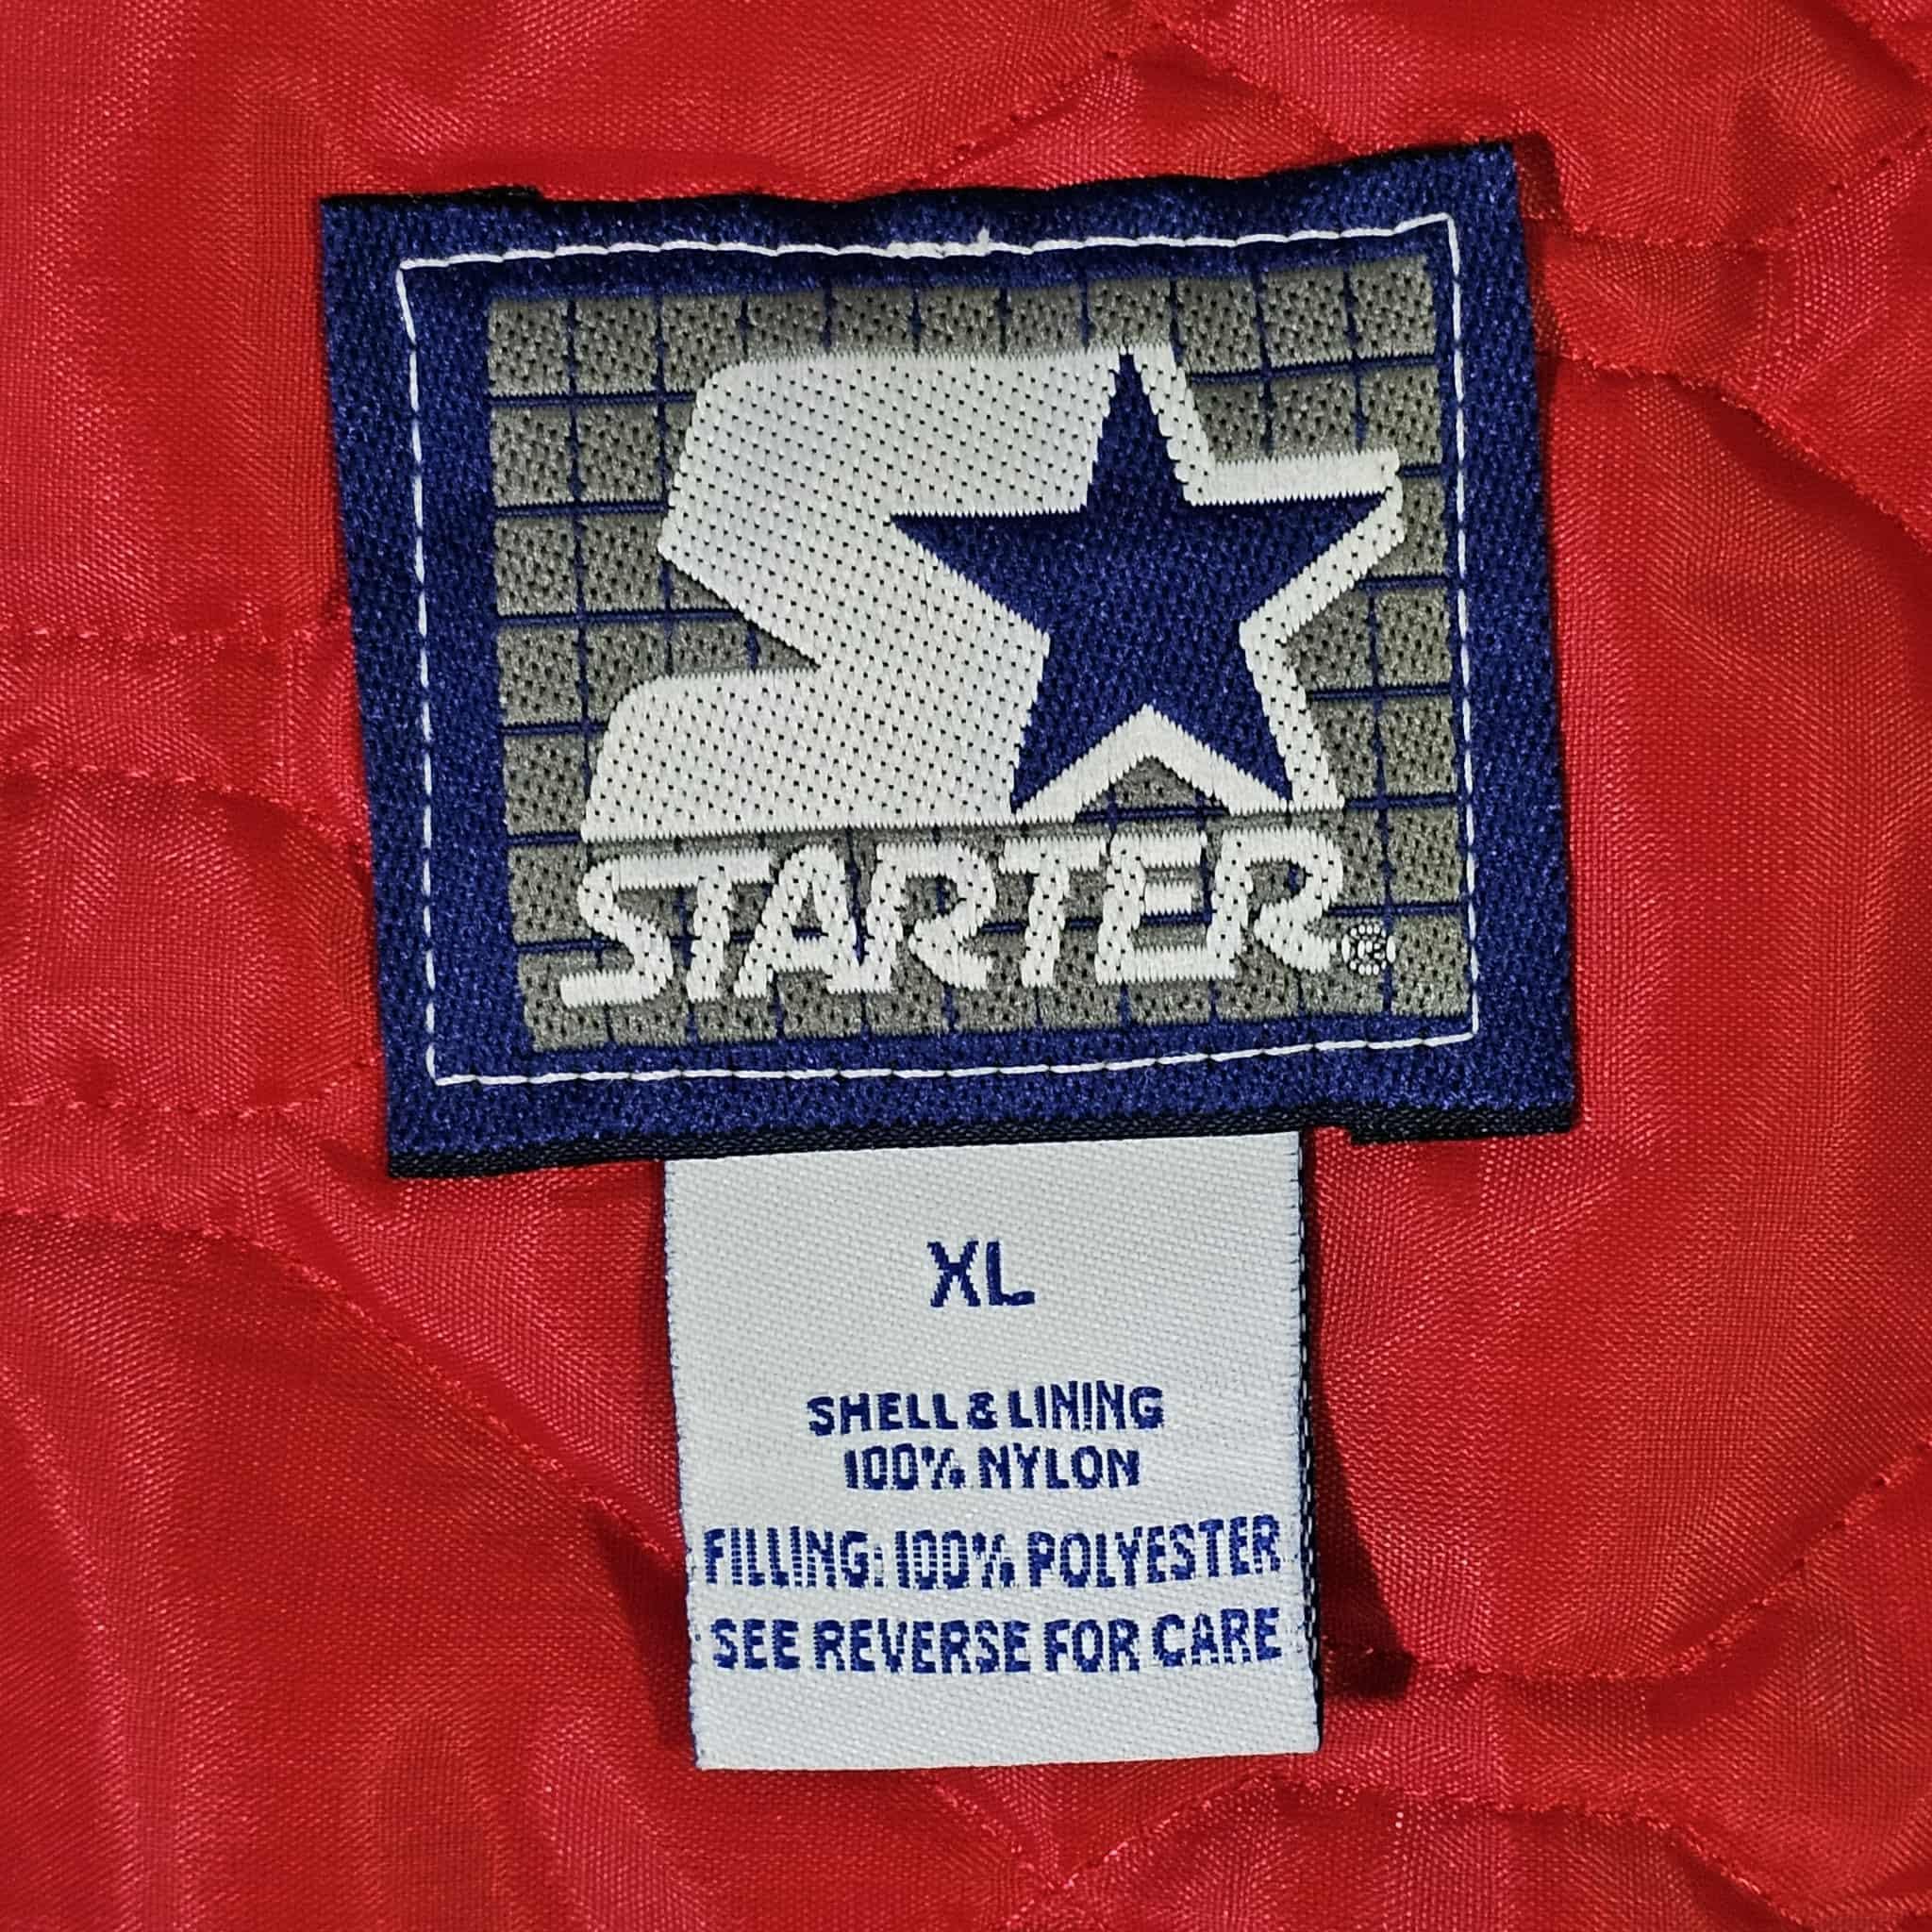 STARTER®
XL
SHELL & LINING
100% NYLON
FILLING: 100% POLYESTER
SEE REVERSE FOR CARE